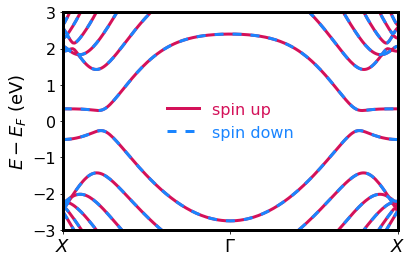 E − E_F (eV)
3
2
1
0
−1
−2
−3
spin up
spin down
X Γ X